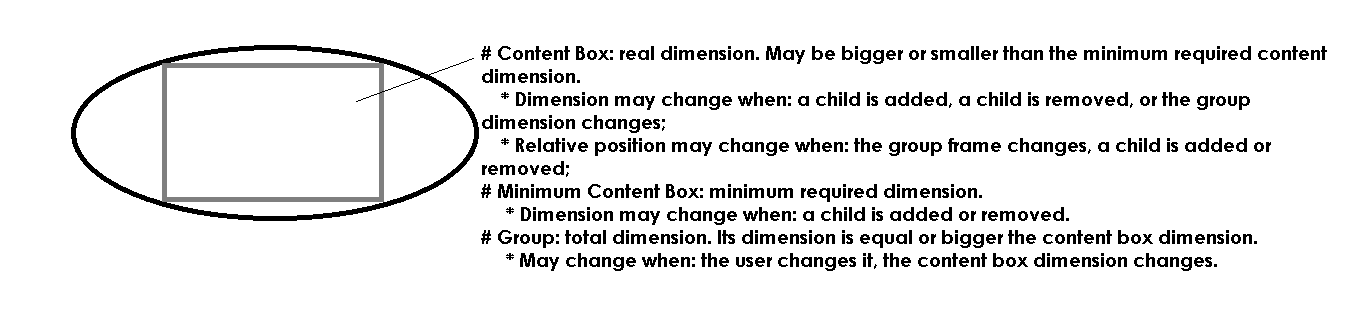 # Content Box: real dimension. May be bigger or smaller than the minimum required content
dimension.
* Dimension may change when: a child is added, a child is removed, or the group
dimension changes;
* Relative position may change when: the group frame changes, a child is added or
removed;
# Minimum Content Box: minimum required dimension.
* Dimension may change when: a child is added or removed.
# Group: total dimension. Its dimension is equal or bigger the content box dimension.
* May change when: the user changes it, the content box dimension changes.